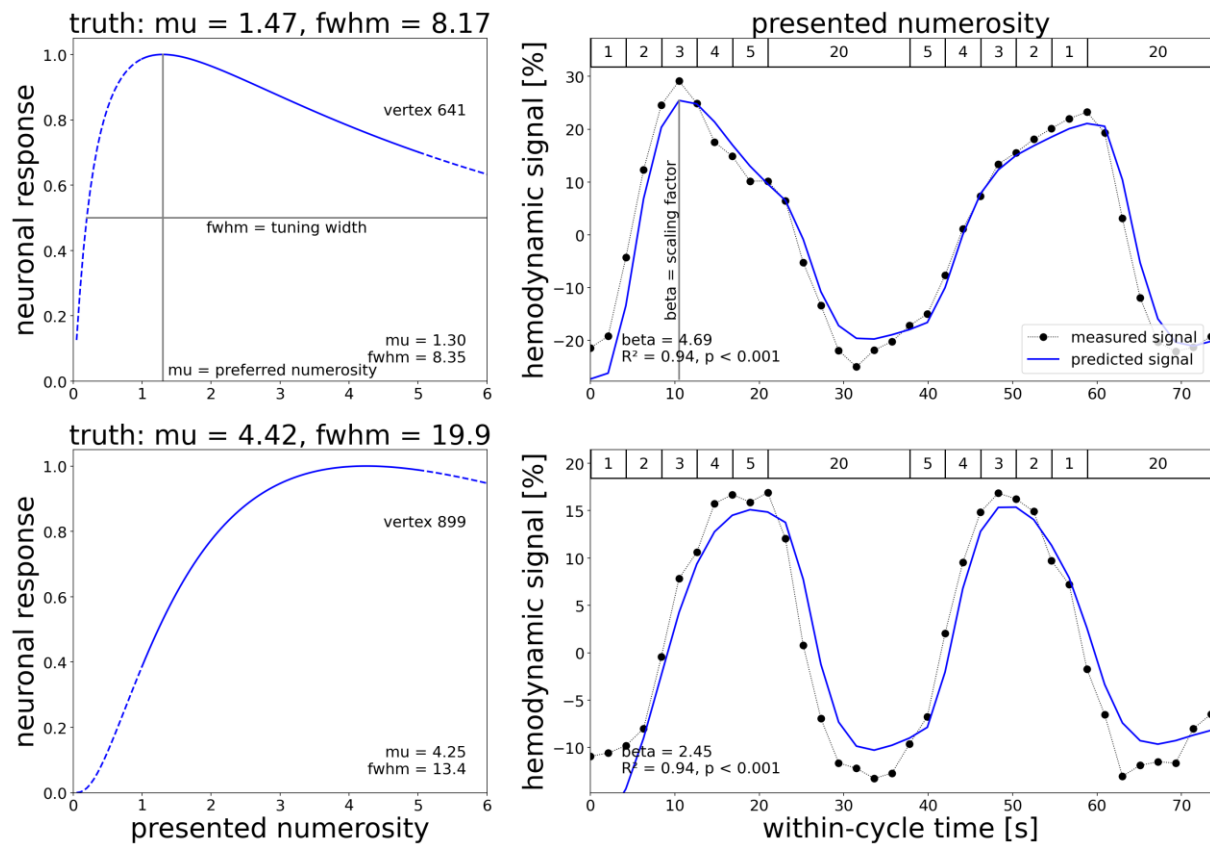 truth: mu = 1.47, fwhm = 8.17
neuronal response
1.0
0.8
0.6
0.4
0.2
0.0
vertex 641
fwhm = tuning width
mu = 1.30
fwhm = 8.35
mu = preferred numerosity
0 1 2 3 4 5 6
presented numerosity
1 2 3 4 5 20 5 4 3 2 1 20
hemodynamic signal [%]
30
20
10
0
−10
−20
beta = scaling factor
beta = 4.69
R² = 0.94, p < 0.001
measured signal
predicted signal
0 10 20 30 40 50 60 70
truth: mu = 4.42, fwhm = 19.9
neuronal response
1.0
0.8
0.6
0.4
0.2
0.0
vertex 899
mu = 4.25
fwhm = 13.4
0 1 2 3 4 5 6
presented numerosity
1 2 3 4 5 20 5 4 3 2 1 20
hemodynamic signal [%]
20
15
10
5
0
−5
−10
beta = 2.45
R² = 0.94, p < 0.001
0 10 20 30 40 50 60 70
within-cycle time [s]